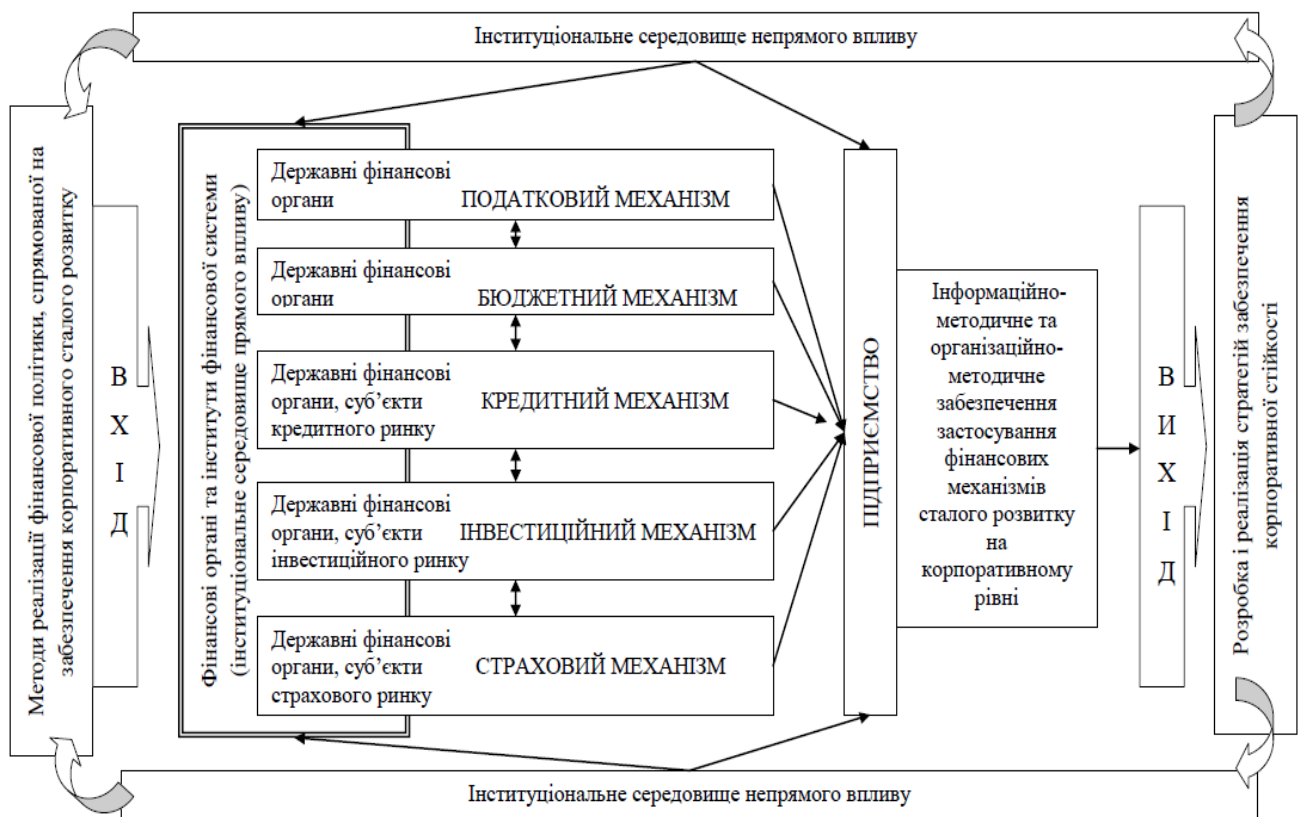 Інституціональне середовище непрямого впливу
Методи реалізації фінансової політики, спрямованої на
забезпечення корпоративного сталого розвитку
В
Х
І
Д
Фінансові органі та інститути фінансової системи
(інституціональне середовище прямого впливу)
Державні фінансові
органи ПОДАТКОВИЙ МЕХАНІЗМ
Державні фінансові
органи БЮДЖЕТНИЙ МЕХАНІЗМ
Державні фінансові
органи, суб’єкти КРЕДИТНИЙ МЕХАНІЗМ
кредитного ринку
Державні фінансові
органи, суб’єкти ІНВЕСТИЦІЙНИЙ МЕХАНІЗМ
інвестиційного ринку
Державні фінансові
органи, суб’єкти СТРАХОВИЙ МЕХАНІЗМ
страхового ринку
ПІДПРИЄМСТВО
Інформаційно-
методичне та
організаційно-
методичне
забезпечення
застосування
фінансових
механізмів
сталого розвитку
на
корпоративному
рівні
В
И
Х
І
Д
Розробка і реалізація стратегій забезпечення
корпоративної стійкості
Інституціональне середовище непрямого впливу